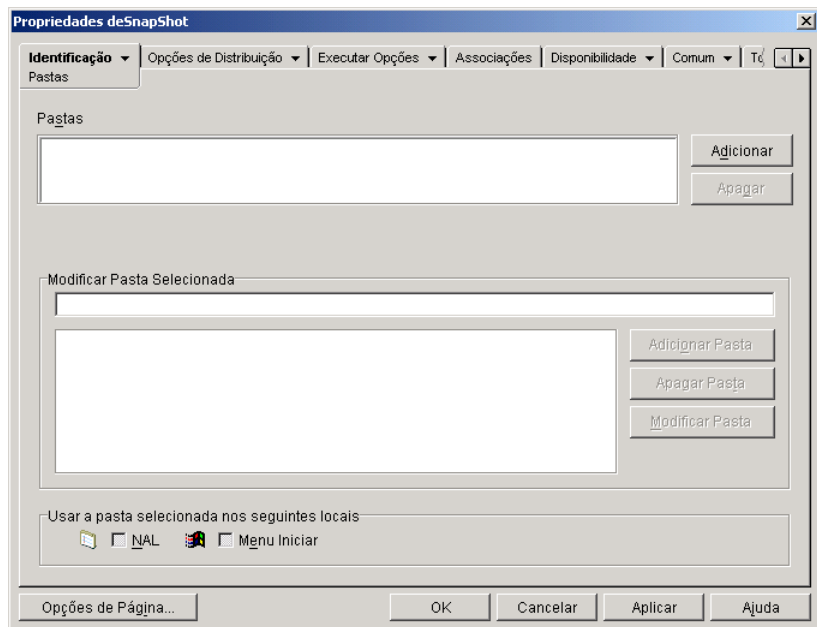 Propriedades deSnapShot
Identificação Opções de Distribuição Executar Opções Associações Disponibilidade Comum
Pastas
Pastas
Adicionar
Apagar
Modificar Pasta Selecionada
Adicionar Pasta
Apagar Pasta
Modificar Pasta
Usar a pasta selecionada nos seguintes locais
NAL Menu Iniciar
Opções de Página... OK Cancelar Aplicar Ajuda